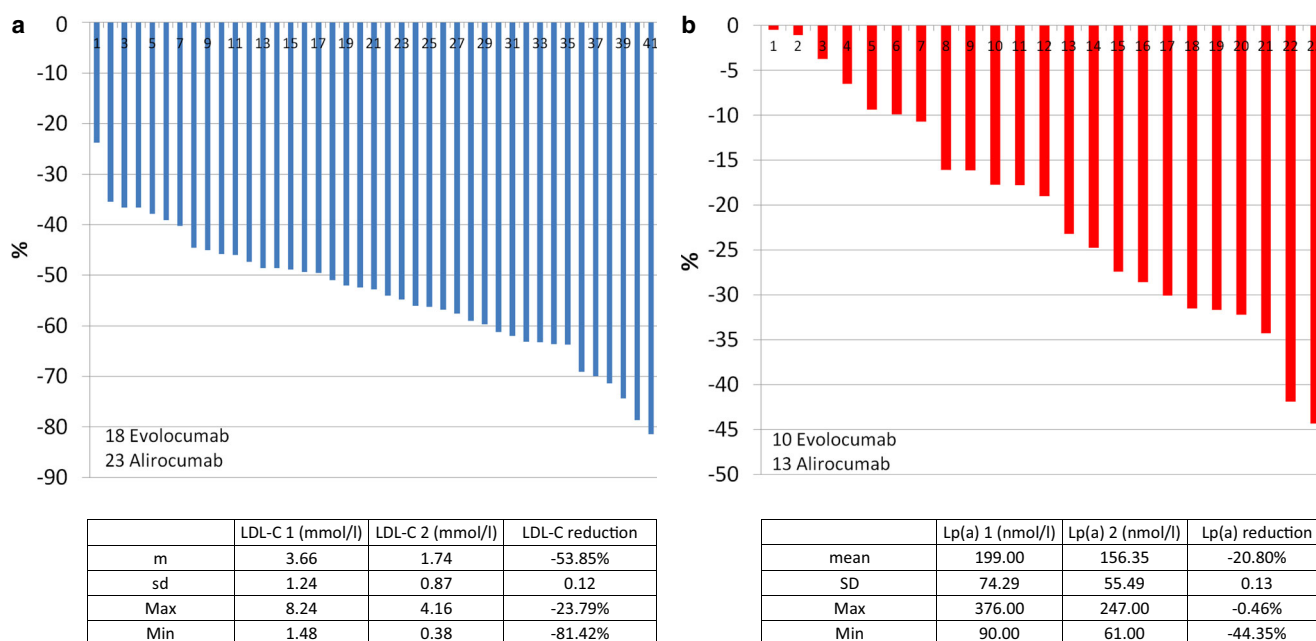 a
0
-10
-20
-30
-40
-50
-60
-70
-80
-90
%
1 3 5 7 9 11 13 15 17 19 21 23 25 27 29 31 33 35 37 39 41
18 Evolocumab
23 Alirocumab
LDL-C 1 (mmol/l) LDL-C 2 (mmol/l) LDL-C reduction
m 3.66 1.74 -53.85%
sd 1.24 0.87 0.12
Max 8.24 4.16 -23.79%
Min 1.48 0.38 -81.42%
b
0
-5
-10
-15
-20
-25
-30
-35
-40
-45
-50
%
1 2 3 4 5 6 7 8 9 10 11 12 13 14 15 16 17 18 19 20 21 22
10 Evolocumab
13 Alirocumab
Lp(a) 1 (nmol/l) Lp(a) 2 (nmol/l) Lp(a) reduction
mean 199.00 156.35 -20.80%
SD 74.29 55.49 0.13
Max 376.00 247.00 -0.46%
Min 90.00 61.00 -44.35%